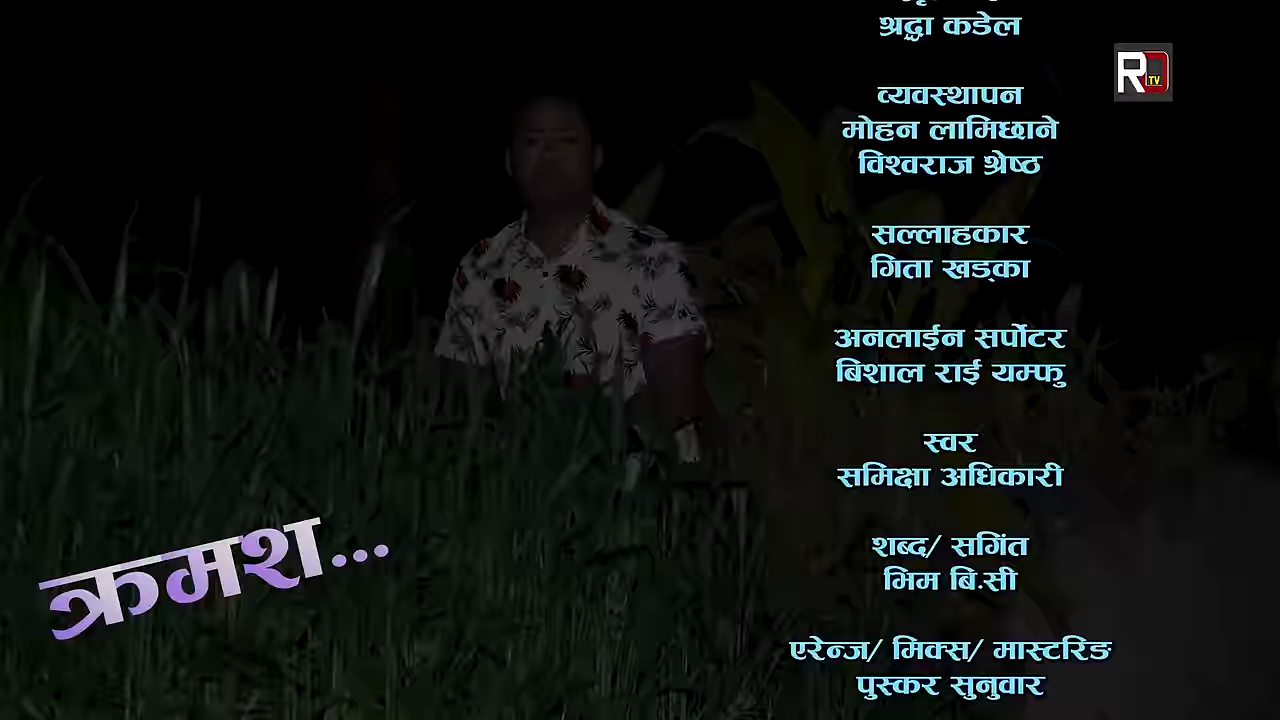 श्रद्धा कडेल
RD TV
व्यवस्थापन
मोहन लामिछाने
विश्वराज श्रेष्ठ
सल्लाहकार
गिता खड्का
अनलाईन सर्पोटर
बिशाल राई यम्फु
स्वर
समिक्षा अधिकारी
शब्द/ सगिंत
भिम बि.सी
क्रमश...
एरेन्ज/ मिक्स/ मास्टरिङ
पुस्कर सुनुवार